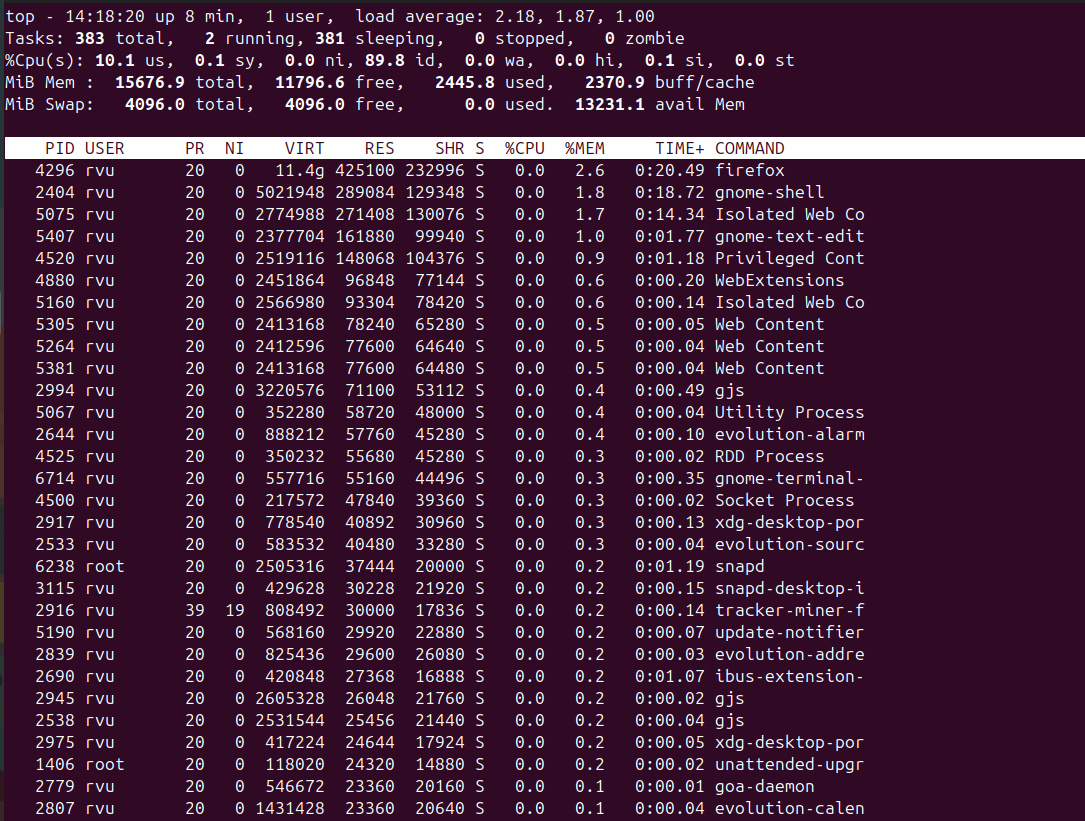 top - 14:18:20 up 8 min,  1 user,  load average: 2.18, 1.87, 1.00
Tasks: 383 total,   2 running, 381 sleeping,   0 stopped,   0 zombie
%Cpu(s): 10.1 us,  0.1 sy,  0.0 ni, 89.8 id,  0.0 wa,  0.0 hi,  0.1 si,  0.0 st
MiB Mem :  15676.9 total,  11796.6 free,   2445.8 used,   2370.9 buff/cache
MiB Swap:   4096.0 total,   4096.0 free,      0.0 used.  13231.1 avail Mem
PID USER      PR  NI    VIRT    RES    SHR S  %CPU  %MEM     TIME+ COMMAND
4296 rvu       20   0   11.4g 425100 232996 S   0.0   2.6   0:20.49 firefox
2404 rvu       20   0 5021948 289084 129348 S   0.0   1.8   0:18.72 gnome-shell
5075 rvu       20   0 2774988 271408 130076 S   0.0   1.7   0:14.34 Isolated Web Co
5407 rvu       20   0 2377704 161880  99940 S   0.0   1.0   0:01.77 gnome-text-edit
4520 rvu       20   0 2519116 148068 104376 S   0.0   0.9   0:01.18 Privileged Cont
4880 rvu       20   0 2451864  96848  77144 S   0.0   0.6   0:00.20 WebExtensions
5160 rvu       20   0 2566980  93304  78420 S   0.0   0.6   0:00.14 Isolated Web Co
5305 rvu       20   0 2413168  78240  65280 S   0.0   0.5   0:00.05 Web Content
5264 rvu       20   0 2412596  77600  64640 S   0.0   0.5   0:00.04 Web Content
5381 rvu       20   0 2413168  77600  64480 S   0.0   0.5   0:00.04 Web Content
2994 rvu       20   0 3220576  71100  53112 S   0.0   0.4   0:00.49 gjs
5067 rvu       20   0  352280  58720  48000 S   0.0   0.4   0:00.04 Utility Process
2644 rvu       20   0  888212  57760  45280 S   0.0   0.4   0:00.10 evolution-alarm
4525 rvu       20   0  350232  55680  45280 S   0.0   0.3   0:00.02 RDD Process
6714 rvu       20   0  557716  55160  44496 S   0.0   0.3   0:00.35 gnome-terminal-
4500 rvu       20   0  217572  47840  39360 S   0.0   0.3   0:00.02 Socket Process
2917 rvu       20   0  778540  40892  30960 S   0.0   0.3   0:00.13 xdg-desktop-por
2533 rvu       20   0  583532  40480  33280 S   0.0   0.3   0:00.04 evolution-sourc
6238 root      20   0 2505316  37444  20000 S   0.0   0.2   0:01.19 snapd
3115 rvu       20   0  429628  30228  21920 S   0.0   0.2   0:00.15 snapd-desktop-i
2916 rvu       39  19  808492  30000  17836 S   0.0   0.2   0:00.14 tracker-miner-f
5190 rvu       20   0  568160  29920  22880 S   0.0   0.2   0:00.07 update-notifier
2839 rvu       20   0  825436  29600  26080 S   0.0   0.2   0:00.03 evolution-addre
2690 rvu       20   0  420848  27368  16888 S   0.0   0.2   0:01.07 ibus-extension-
2945 rvu       20   0 2605328  26048  21760 S   0.0   0.2   0:00.02 gjs
2538 rvu       20   0 2531544  25456  21440 S   0.0   0.2   0:00.04 gjs
2975 rvu       20   0  417224  24644  17924 S   0.0   0.2   0:00.05 xdg-desktop-por
1406 root      20   0  118020  24320  14880 S   0.0   0.2   0:00.02 unattended-upgr
2779 rvu       20   0  546672  23360  20160 S   0.0   0.1   0:00.01 goa-daemon
2807 rvu       20   0 1431428  23360  20640 S   0.0   0.1   0:00.04 evolution-calen